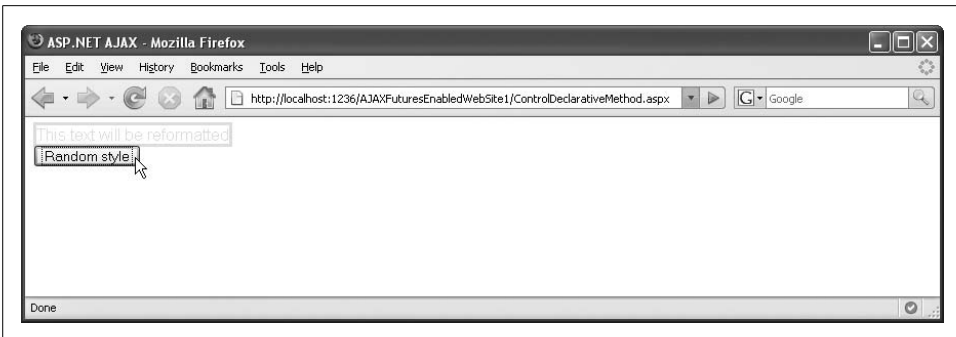 ASP.NET AJAX - Mozilla Firefox
File Edit View History Bookmarks Tools Help
http://localhost:1236/AJAXFuturesEnabledWebSite1/ControlDeclarativeMethod.aspx G Google
This text will be reformatted
Random style
Done